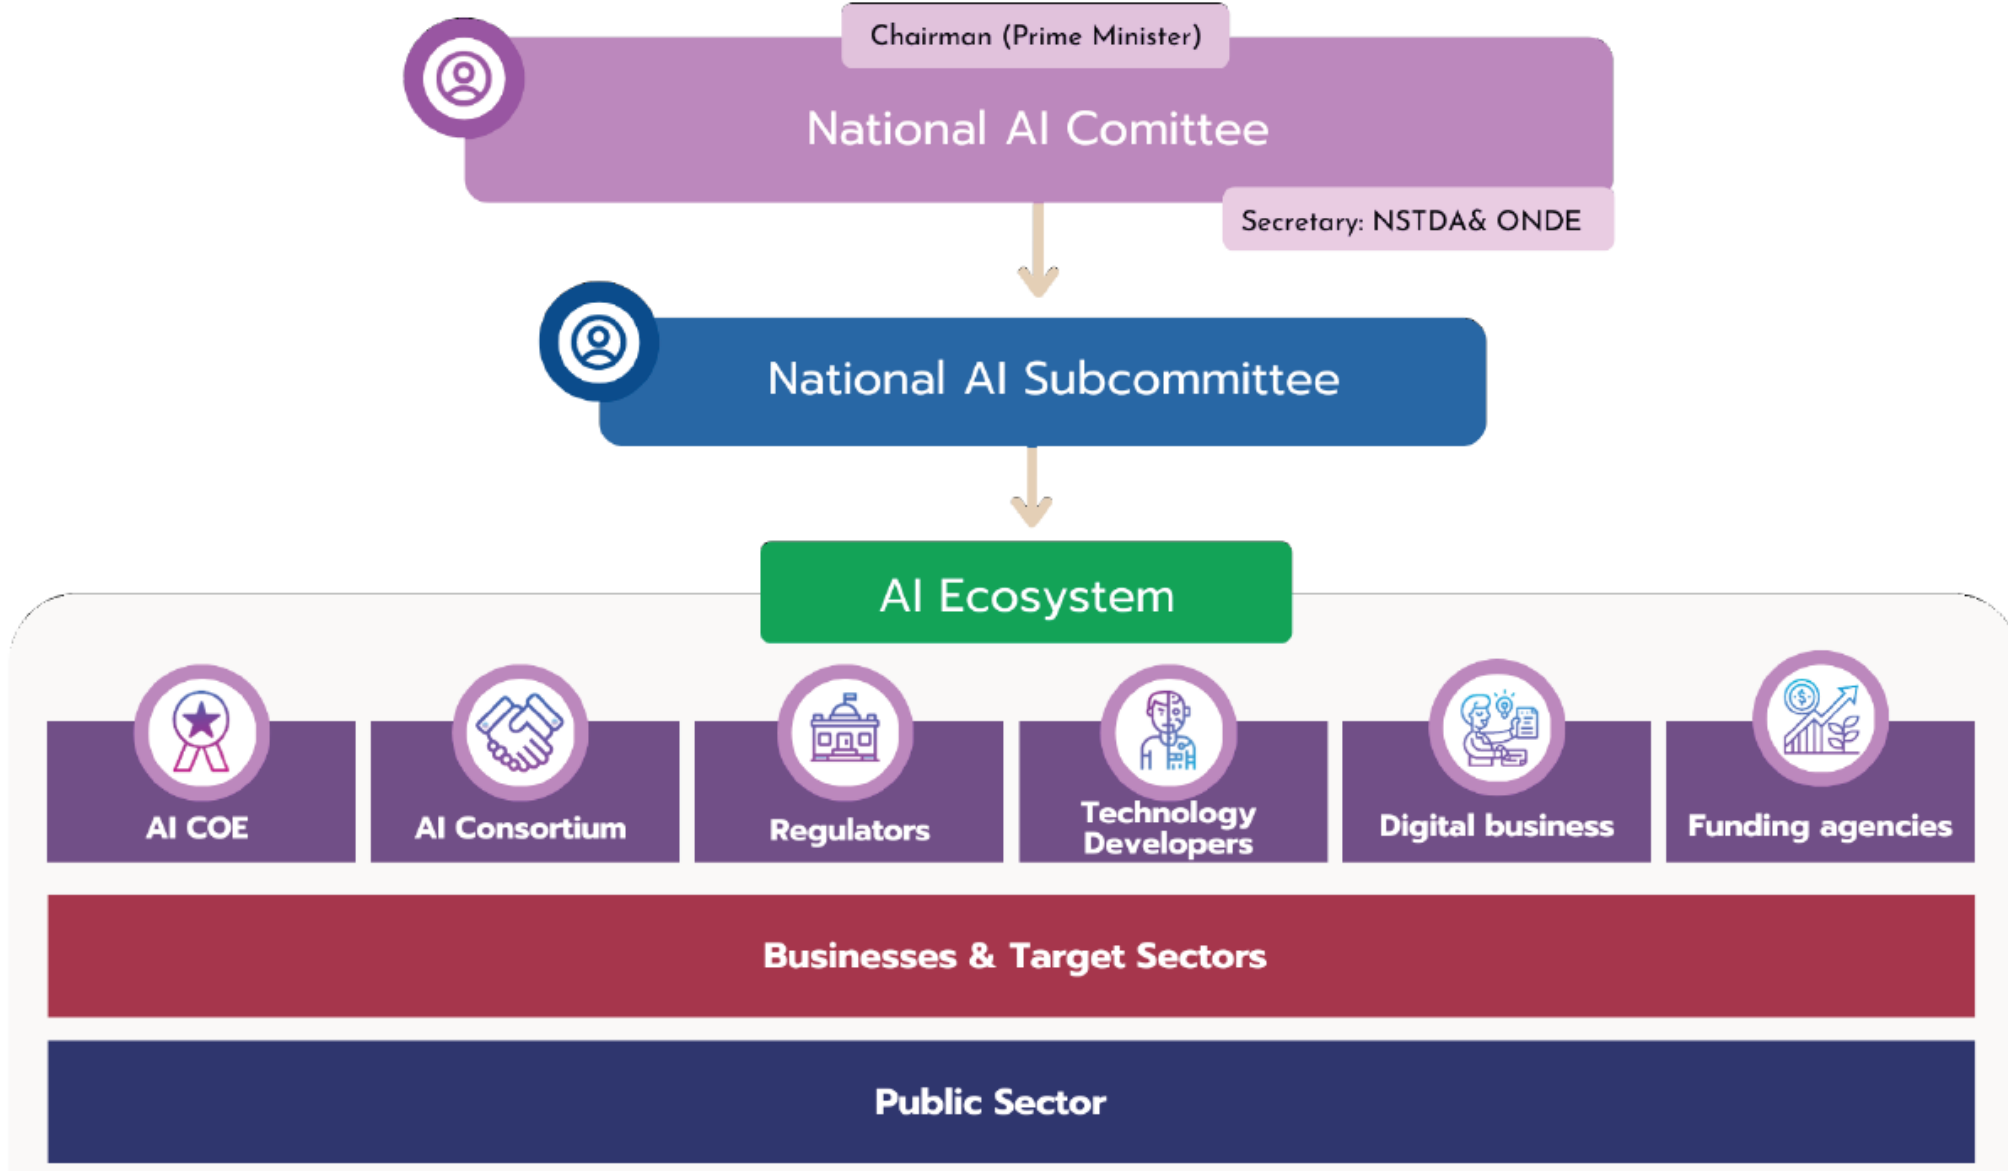 Chairman (Prime Minister)
National AI Comittee
Secretary: NSTDA& ONDE
National AI Subcommittee
AI Ecosystem
AI COE
AI Consortium
Regulators
Technology
Developers
Digital business
Funding agencies
Businesses & Target Sectors
Public Sector